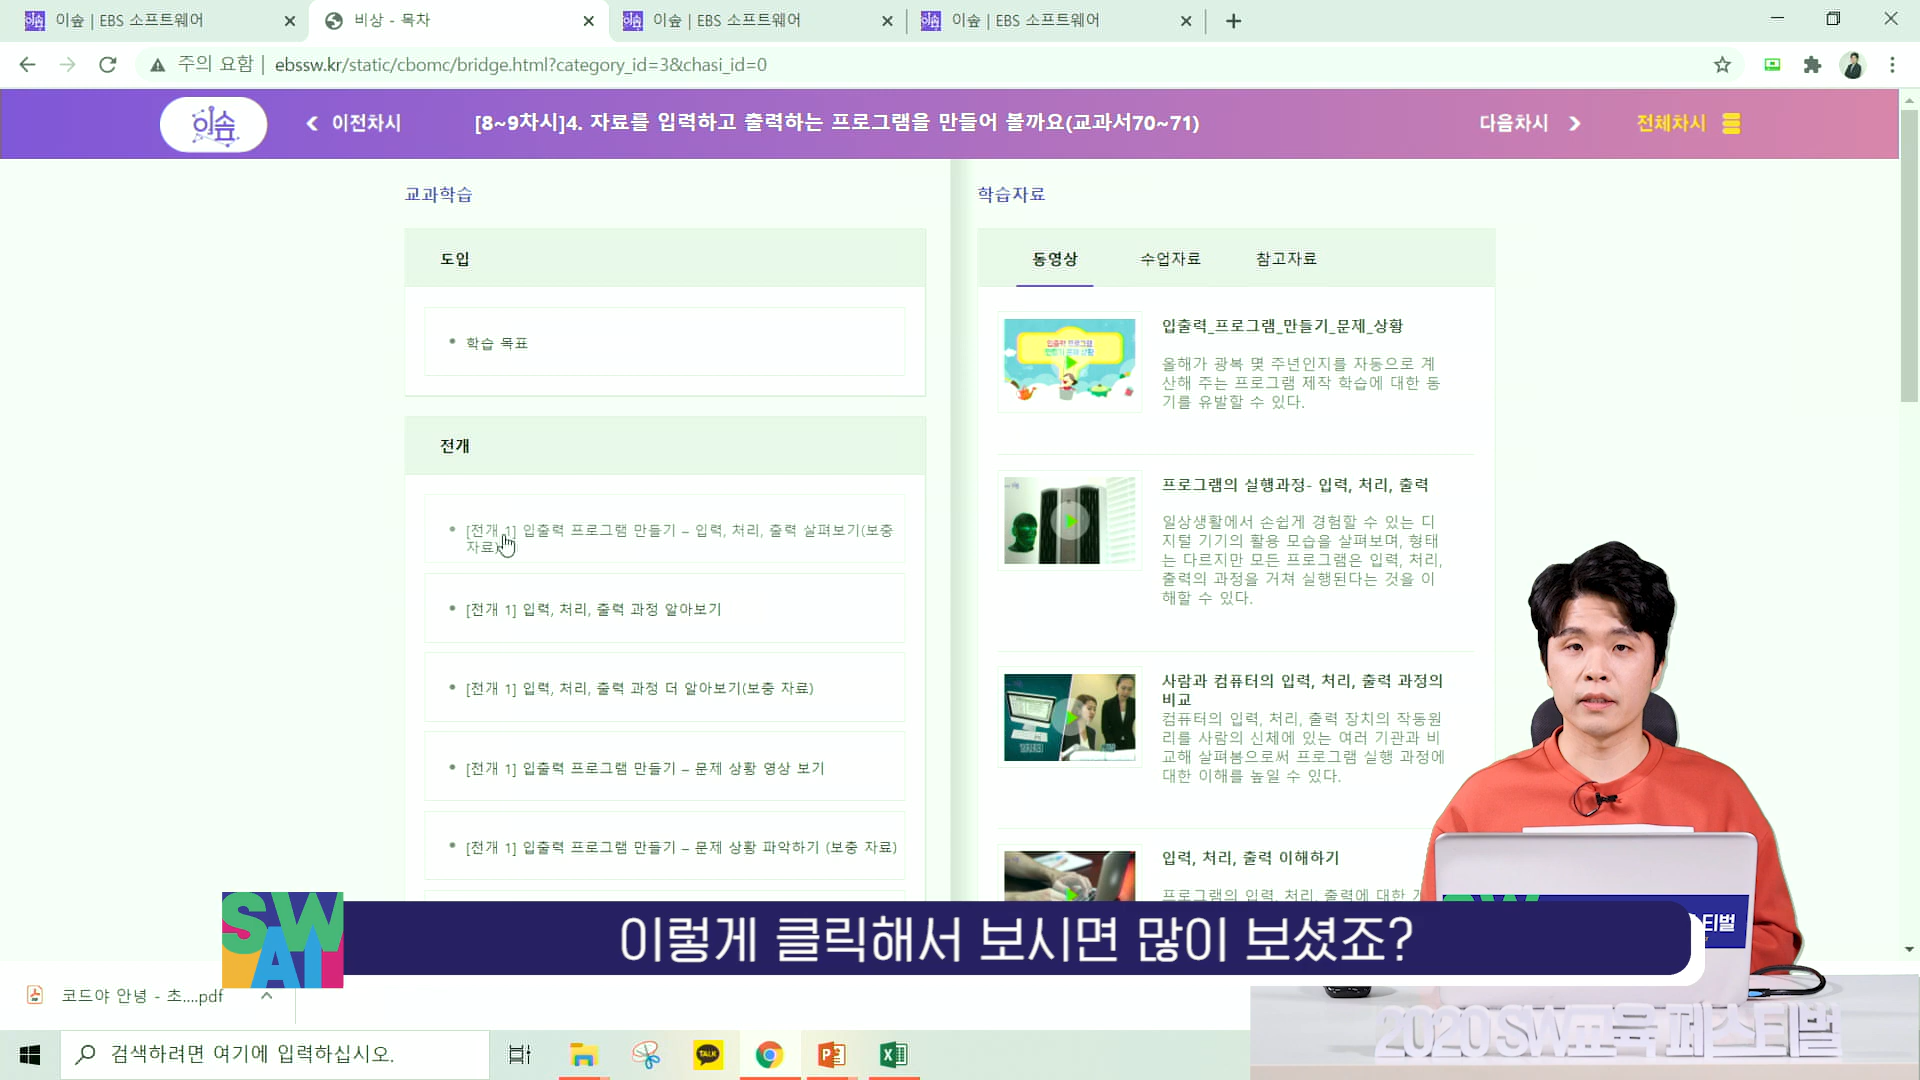 이솦 | EBS 소프트웨어
비상 - 목차
이솦 | EBS 소프트웨어
이솦 | EBS 소프트웨어
주의 요함 | ebssw.kr/static/cbomc/bridge.html?category_id=3&chasi_id=0
이솦
이전차시
[8~9차시]4. 자료를 입력하고 출력하는 프로그램을 만들어 볼까요(교과서70~71)
다음차시
전체차시
교과학습
도입
• 학습 목표
전개
• [전개 1] 입출력 프로그램 만들기 – 입력, 처리, 출력 살펴보기(보충
자료)
• [전개 1] 입력, 처리, 출력 과정 알아보기
• [전개 1] 입력, 처리, 출력 과정 더 알아보기(보충 자료)
• [전개 1] 입출력 프로그램 만들기 – 문제 상황 영상 보기
• [전개 1] 입출력 프로그램 만들기 – 문제 상황 파악하기 (보충 자료)
학습자료
동영상 수업자료 참고자료
입출력_프로그램_만들기_문제_상황
올해가 광복 몇 주년인지를 자동으로 계
산해 주는 프로그램 제작 학습에 대한 동
기를 유발할 수 있다.
프로그램의 실행과정- 입력, 처리, 출력
일상생활에서 손쉽게 경험할 수 있는 디
지털 기기의 활용 모습을 살펴보며, 형태
는 다르지만 모든 프로그램은 입력, 처리,
출력의 과정을 거쳐 실행된다는 것을 이
해할 수 있다.
사람과 컴퓨터의 입력, 처리, 출력 과정의
비교
컴퓨터의 입력, 처리, 출력 장치의 작동원
리를 사람의 신체에 있는 여러 기관과 비
교해 살펴봄으로써 프로그램 실행 과정에
대한 이해를 높일 수 있다.
입력, 처리, 출력 이해하기
프로그램의 입력, 처리, 출력에 대한
SW
AI
이렇게 클릭해서 보시면 많이 보셨죠?
티벌
코드야 안녕 - 초....pdf
2020 SW교육 페스티벌
검색하려면 여기에 입력하십시오.
TALK